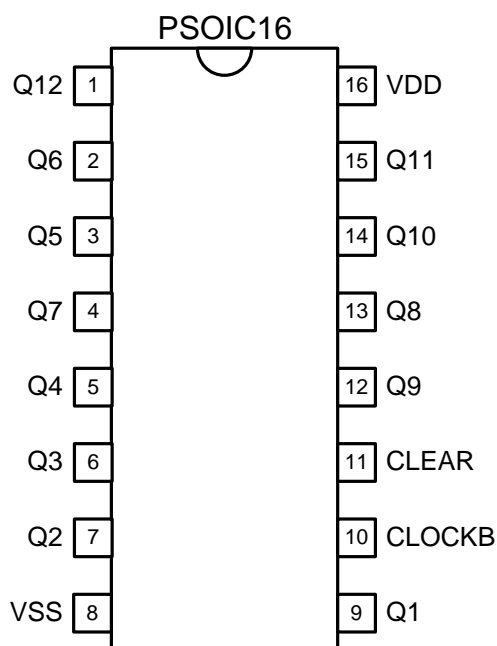 PSOIC16
Q12 1 16 VDD
Q6 2 15 Q11
Q5 3 14 Q10
Q7 4 13 Q8
Q4 5 12 Q9
Q3 6 11 CLEAR
Q2 7 10 CLOCKB
VSS 8 9 Q1